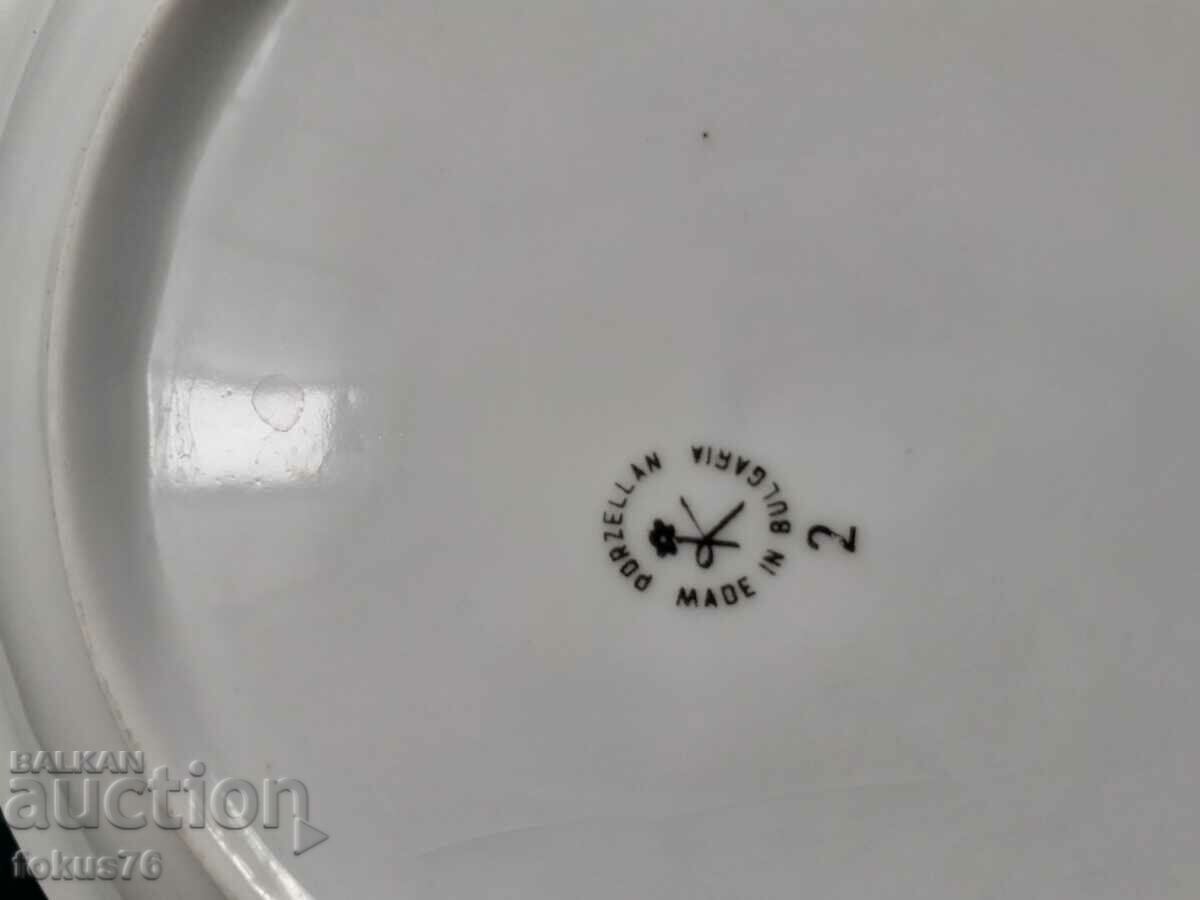 PORZELLAN
MADE IN BULGARIA
2
BALKAN
auction
fokus76